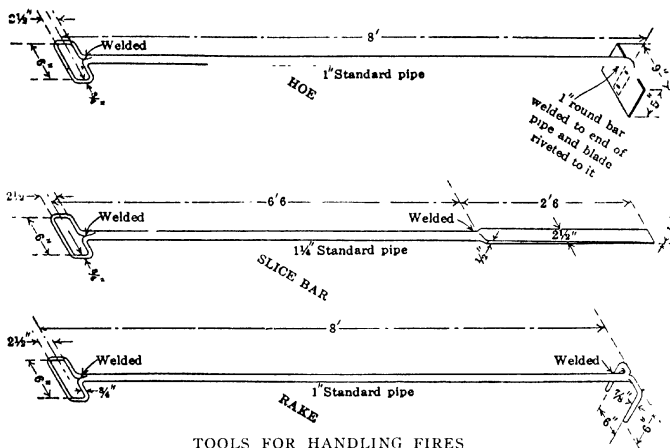 2½"
8'
Welded
6"
1" Standard pipe
¾"
HOE
9"
5"
1" round bar
welded to end of
pipe and blade
riveted to it
2½
6'6
2'6
Welded
Welded
6"
2½"
1¼" Standard pipe
½"
¾"
SLICE BAR
8'
2½"
Welded
Welded
6"
¾"
1" Standard pipe
⅞"
6"
6"
RAKE
TOOLS FOR HANDLING FIRES